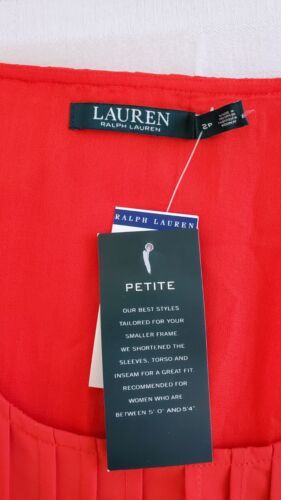 LAUREN
RALPH LAUREN
2P
RALPH LAUREN
PETITE
OUR BEST STYLES
TAILORED FOR YOUR
SMALLER FRAME.
WE SHORTENED THE
SLEEVES, TORSO AND
INSEAM FOR A GREAT FIT.
RECOMMENDED FOR
WOMEN WHO ARE
BETWEEN 5' 0" AND 5'4"